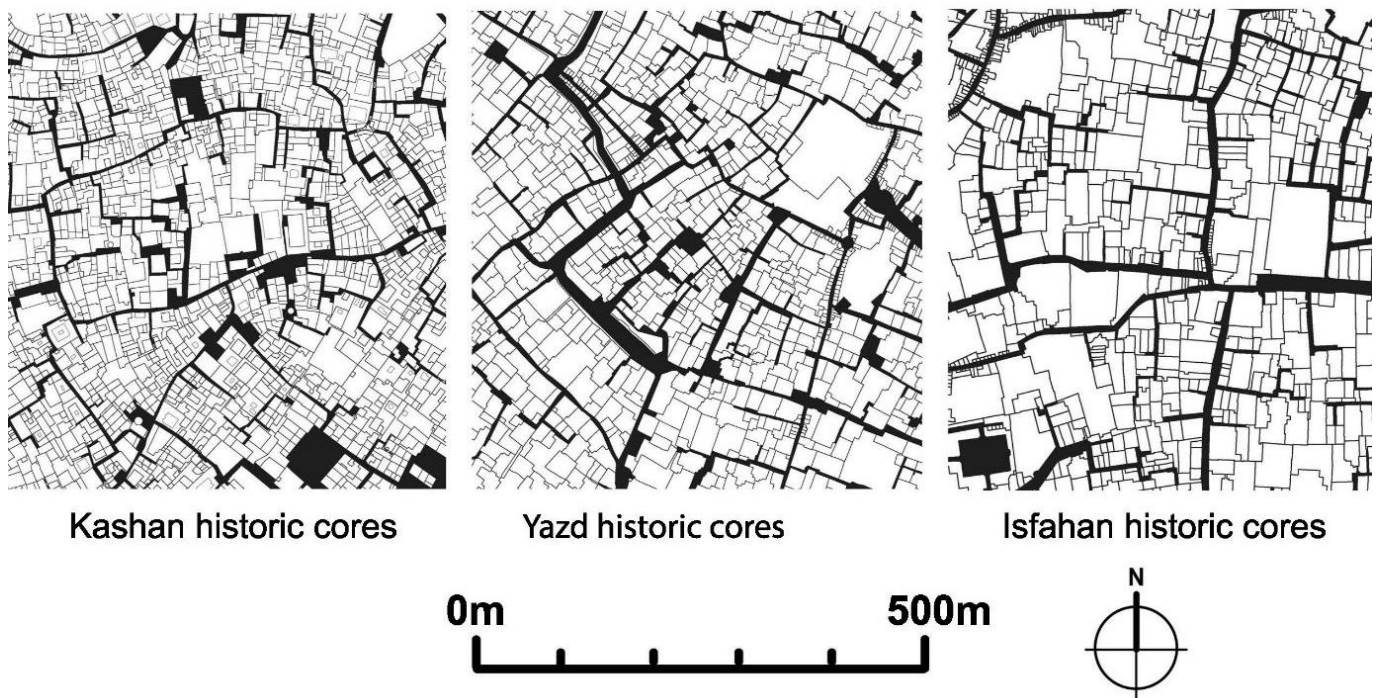 Kashan historic cores
Yazd historic cores
Isfahan historic cores
0m
500m
N